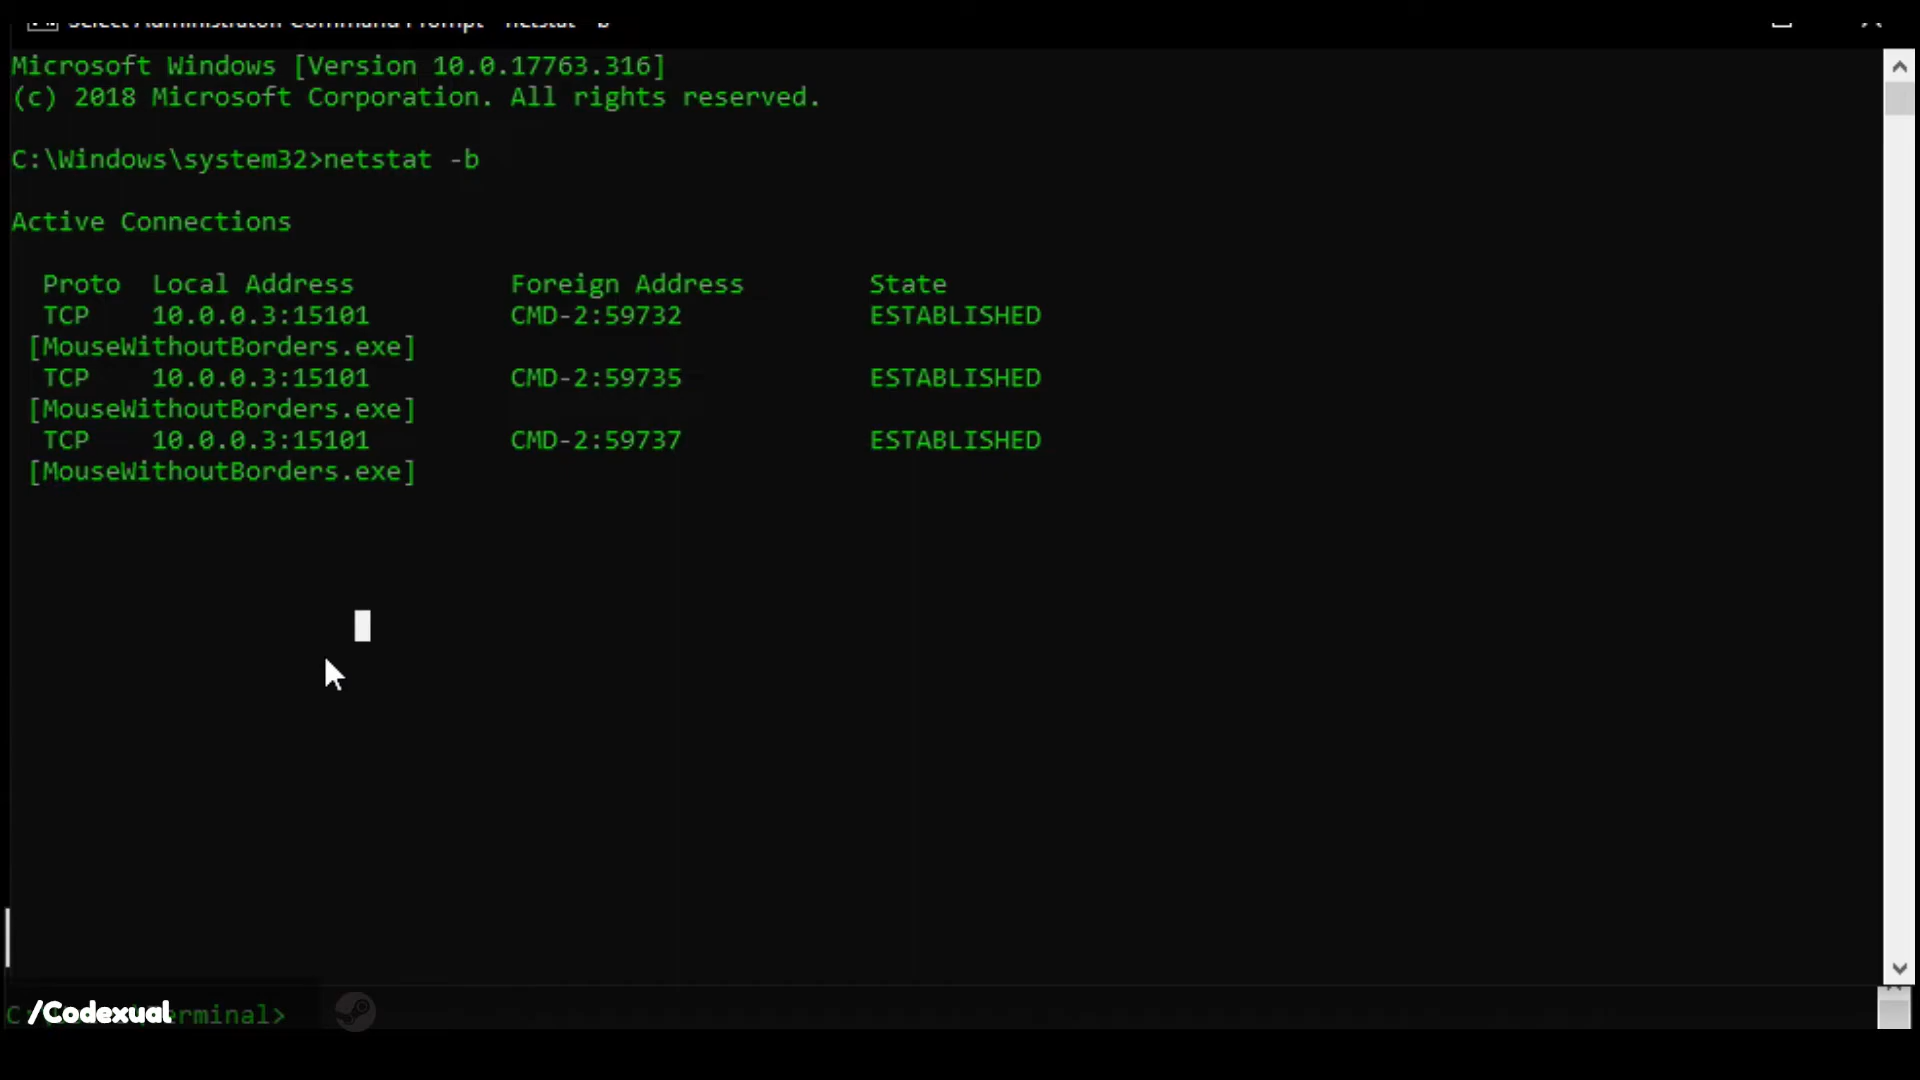 Select Administrator: Command Prompt - netstat -b
Microsoft Windows [Version 10.0.17763.316]
(c) 2018 Microsoft Corporation. All rights reserved.
C:\Windows\system32>netstat -b
Active Connections
Proto Local Address Foreign Address State
TCP 10.0.0.3:15101 CMD-2:59732 ESTABLISHED
[MouseWithoutBorders.exe]
TCP 10.0.0.3:15101 CMD-2:59735 ESTABLISHED
[MouseWithoutBorders.exe]
TCP 10.0.0.3:15101 CMD-2:59737 ESTABLISHED
[MouseWithoutBorders.exe]
/Codexual